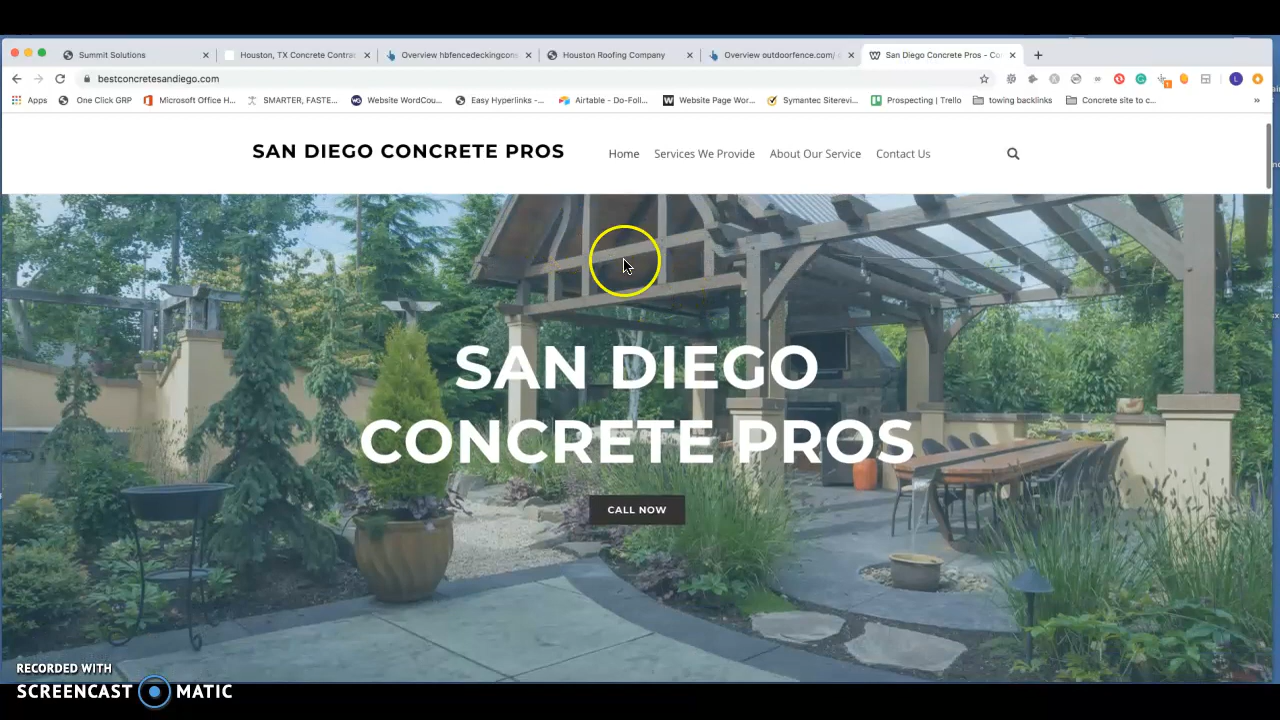 Summit Solutions
Houston, TX Concrete Contra
Overview hbfencedeckingcon
Houston Roofing Company
Overview outdoorfence.com/
San Diego Concrete Pros - Co
bestconcretesandiego.com
L
1
Apps
One Click GRP
Microsoft Office H...
SMARTER, FASTE...
Website WordCou...
Easy Hyperlinks -...
Airtable - Do-Foll...
Website Page Wor...
Symantec Siterevi...
Prospecting | Trello
towing backlinks
Concrete site to c...
SAN DIEGO CONCRETE PROS
Home
Services We Provide
About Our Service
Contact Us
SAN DIEGO
CONCRETE PROS
CALL NOW
RECORDED WITH
SCREENCAST MATIC